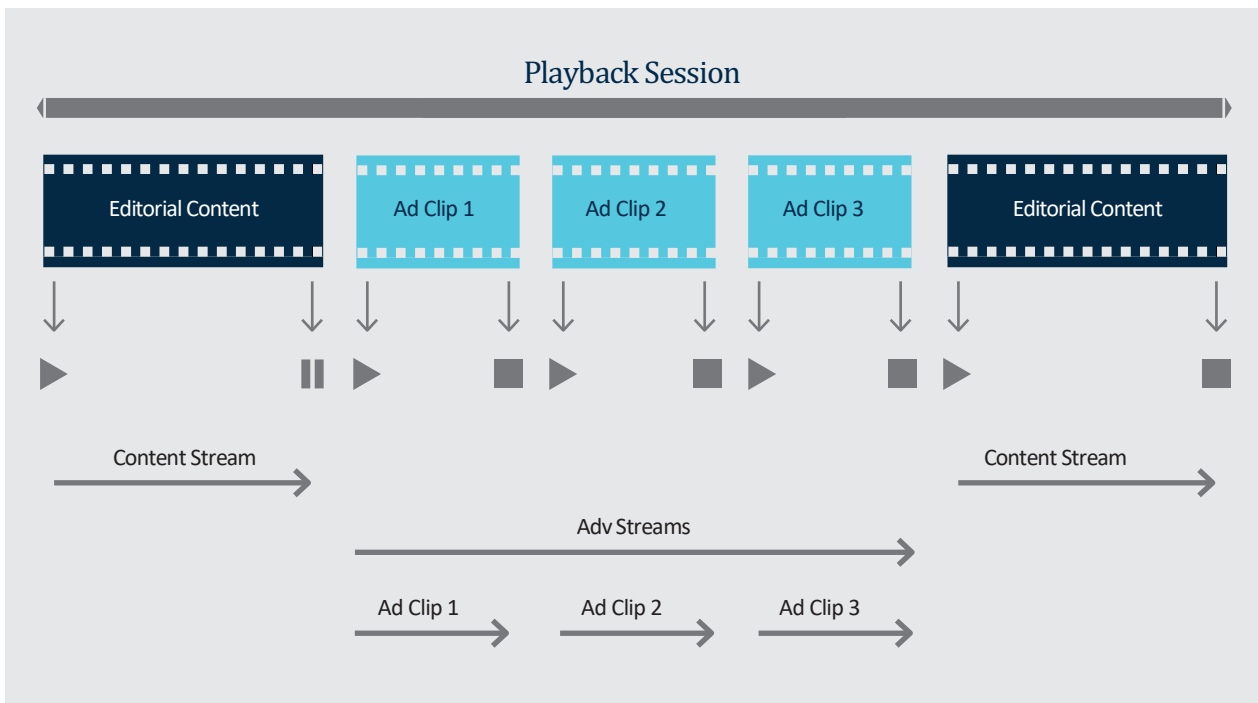 Playback Session
Editorial Content
Ad Clip 1
Ad Clip 2
Ad Clip 3
Editorial Content
Content Stream
Content Stream
Adv Streams
Ad Clip 1
Ad Clip 2
Ad Clip 3